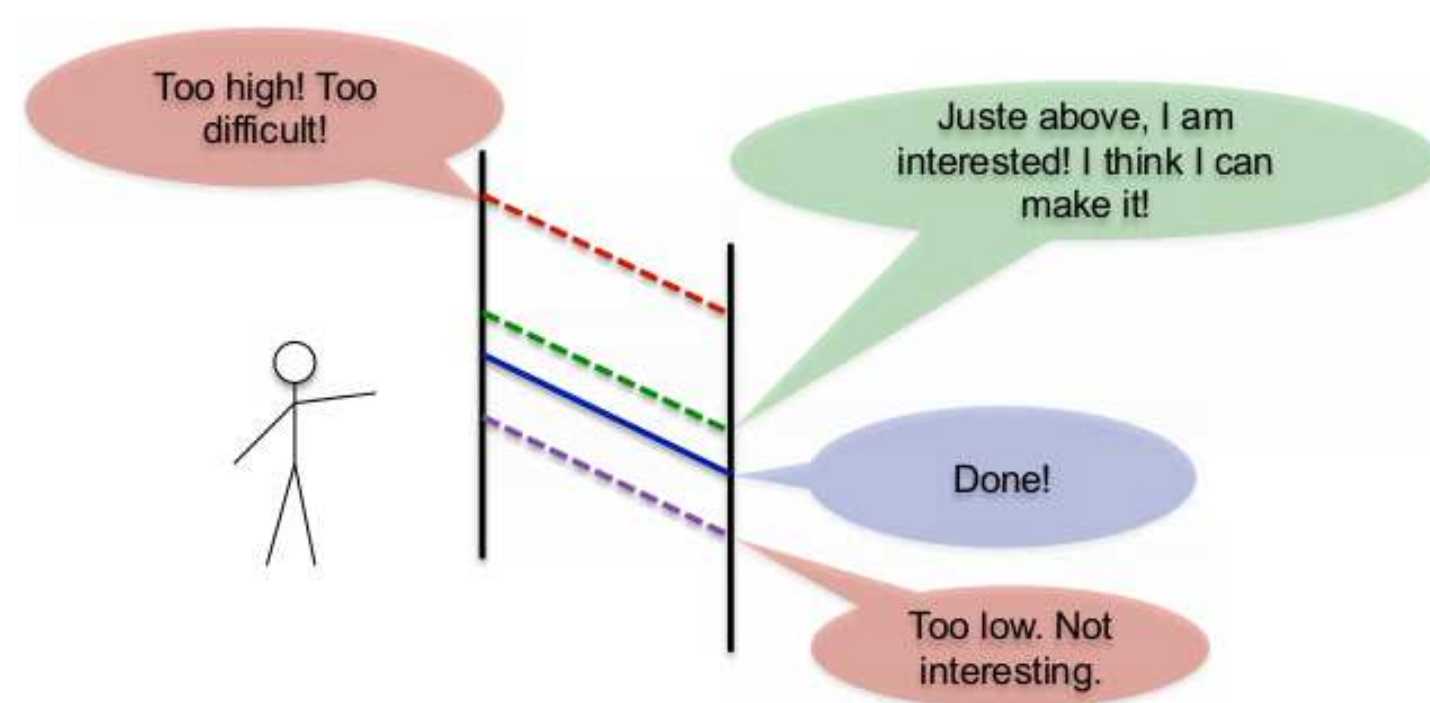 Too high! Too
difficult!
Juste above, I am
interested! I think I can
make it!
Done!
Too low. Not
interesting.